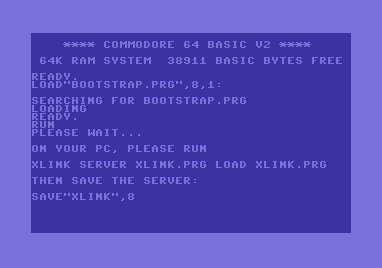 **** COMMODORE 64 BASIC V2 ****
64K RAM SYSTEM  38911 BASIC BYTES FREE
READY.
LOAD"BOOTSTRAP.PRG",8,1:
SEARCHING FOR BOOTSTRAP.PRG
LOADING
READY.
RUN
PLEASE WAIT...
ON YOUR PC, PLEASE RUN
XLINK SERVER XLINK.PRG LOAD XLINK.PRG
THEN SAVE THE SERVER:
SAVE"XLINK",8